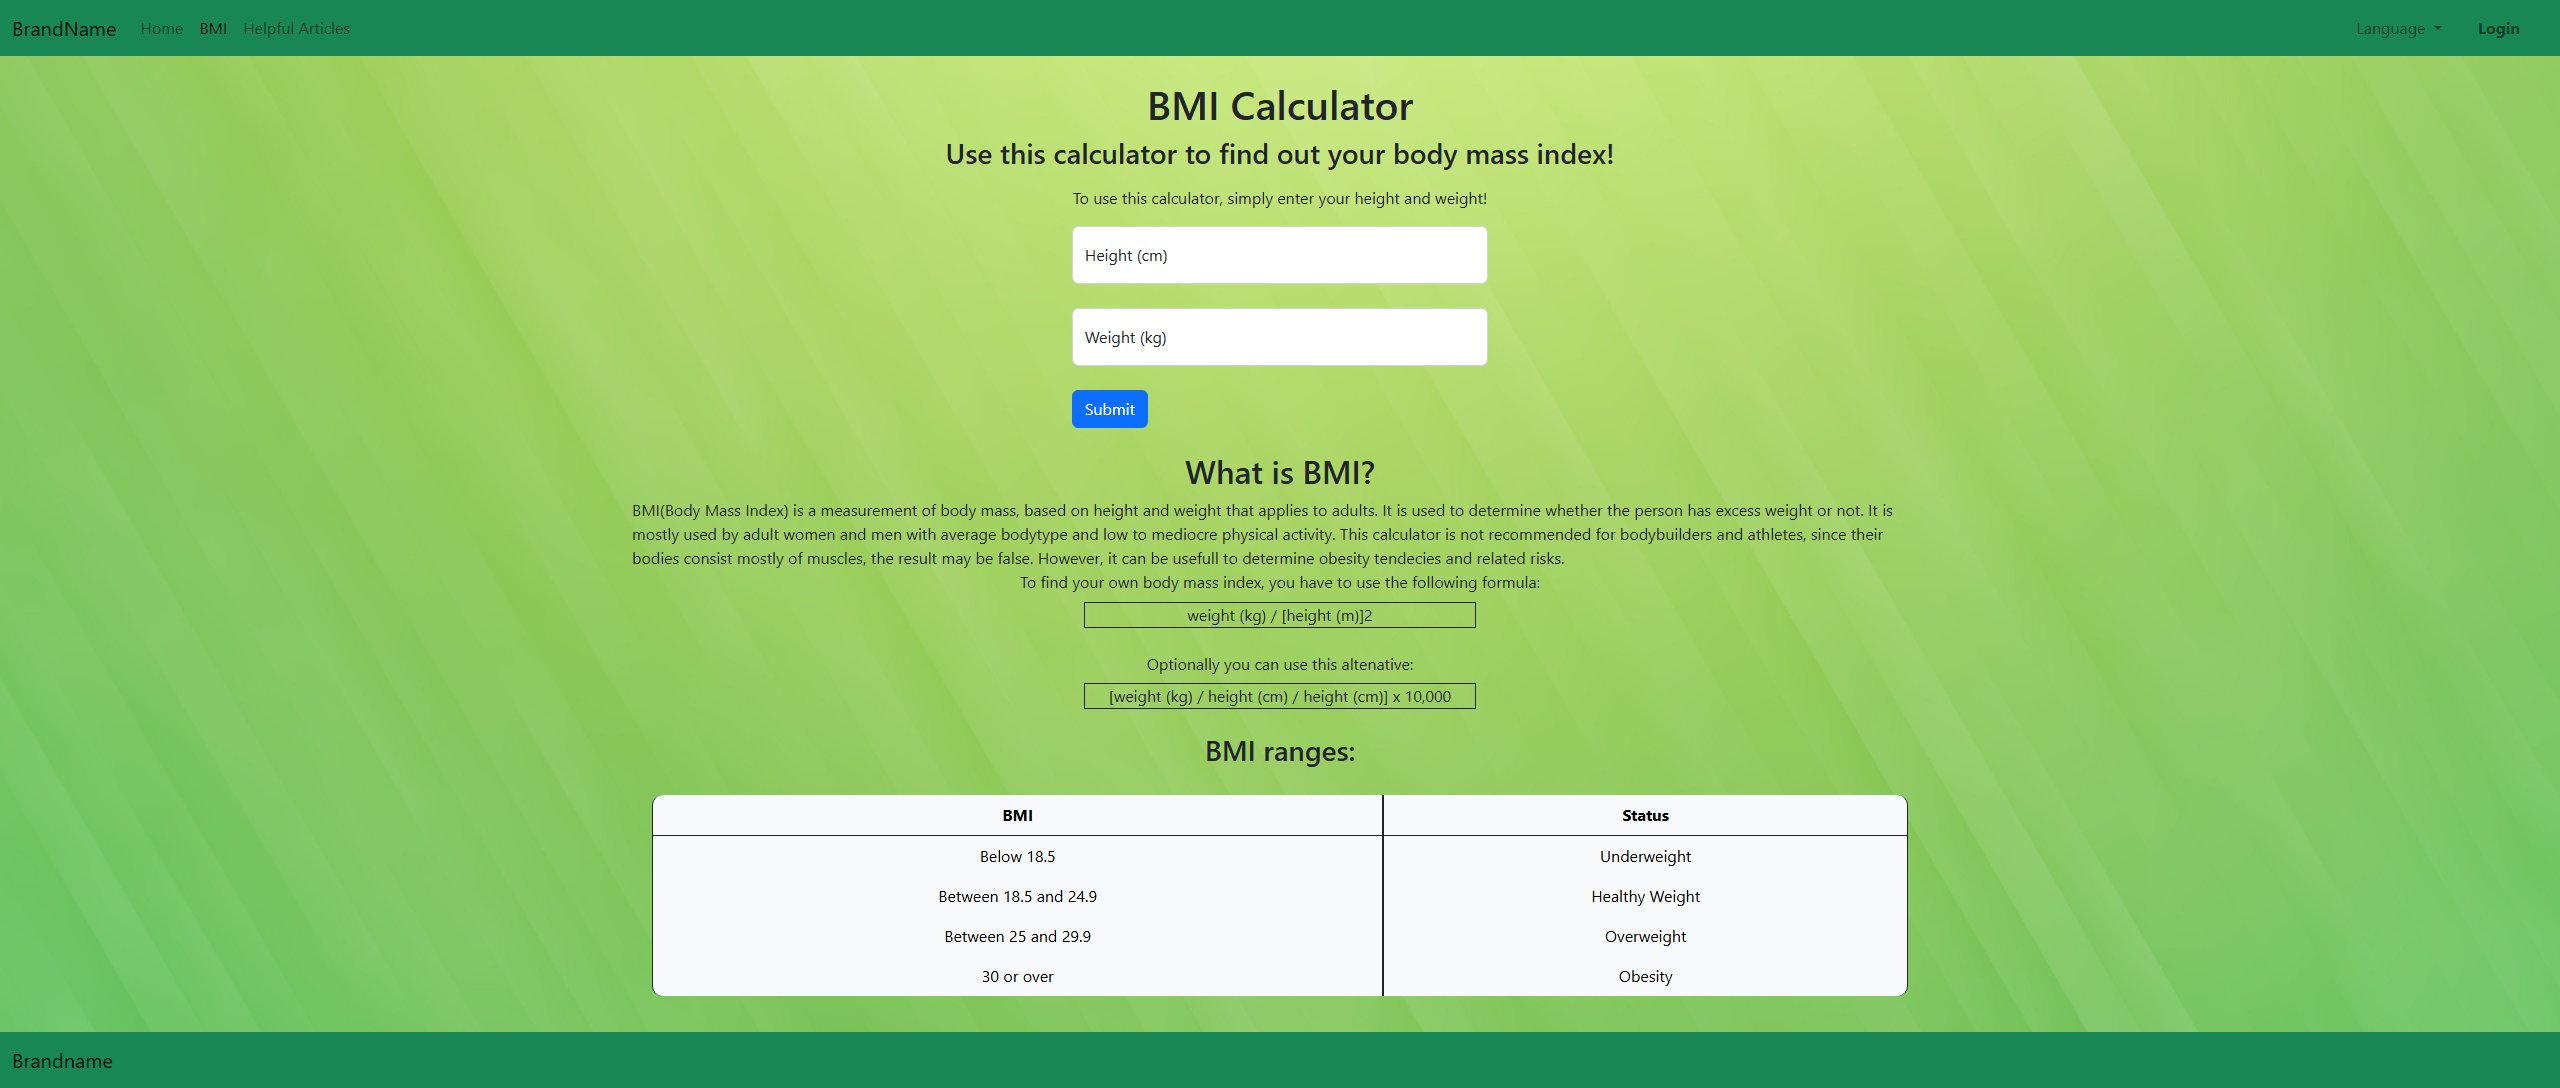 BrandName Home BMI Helpful Articles Language Login
BMI Calculator
Use this calculator to find out your body mass index!
To use this calculator, simply enter your height and weight!
Height (cm)
Weight (kg)
Submit
What is BMI?
BMI(Body Mass Index) is a measurement of body mass, based on height and weight that applies to adults. It is used to determine whether the person has excess weight or not. It is
mostly used by adult women and men with average bodytype and low to mediocre physical activity. This calculator is not recommended for bodybuilders and athletes, since their
bodies consist mostly of muscles, the result may be false. However, it can be usefull to determine obesity tendecies and related risks.
To find your own body mass index, you have to use the following formula:
weight (kg) / [height (m)]2
Optionally you can use this altenative:
[weight (kg) / height (cm) / height (cm)] x 10,000
BMI ranges:
BMI Status
Below 18.5 Underweight
Between 18.5 and 24.9 Healthy Weight
Between 25 and 29.9 Overweight
30 or over Obesity
Brandname